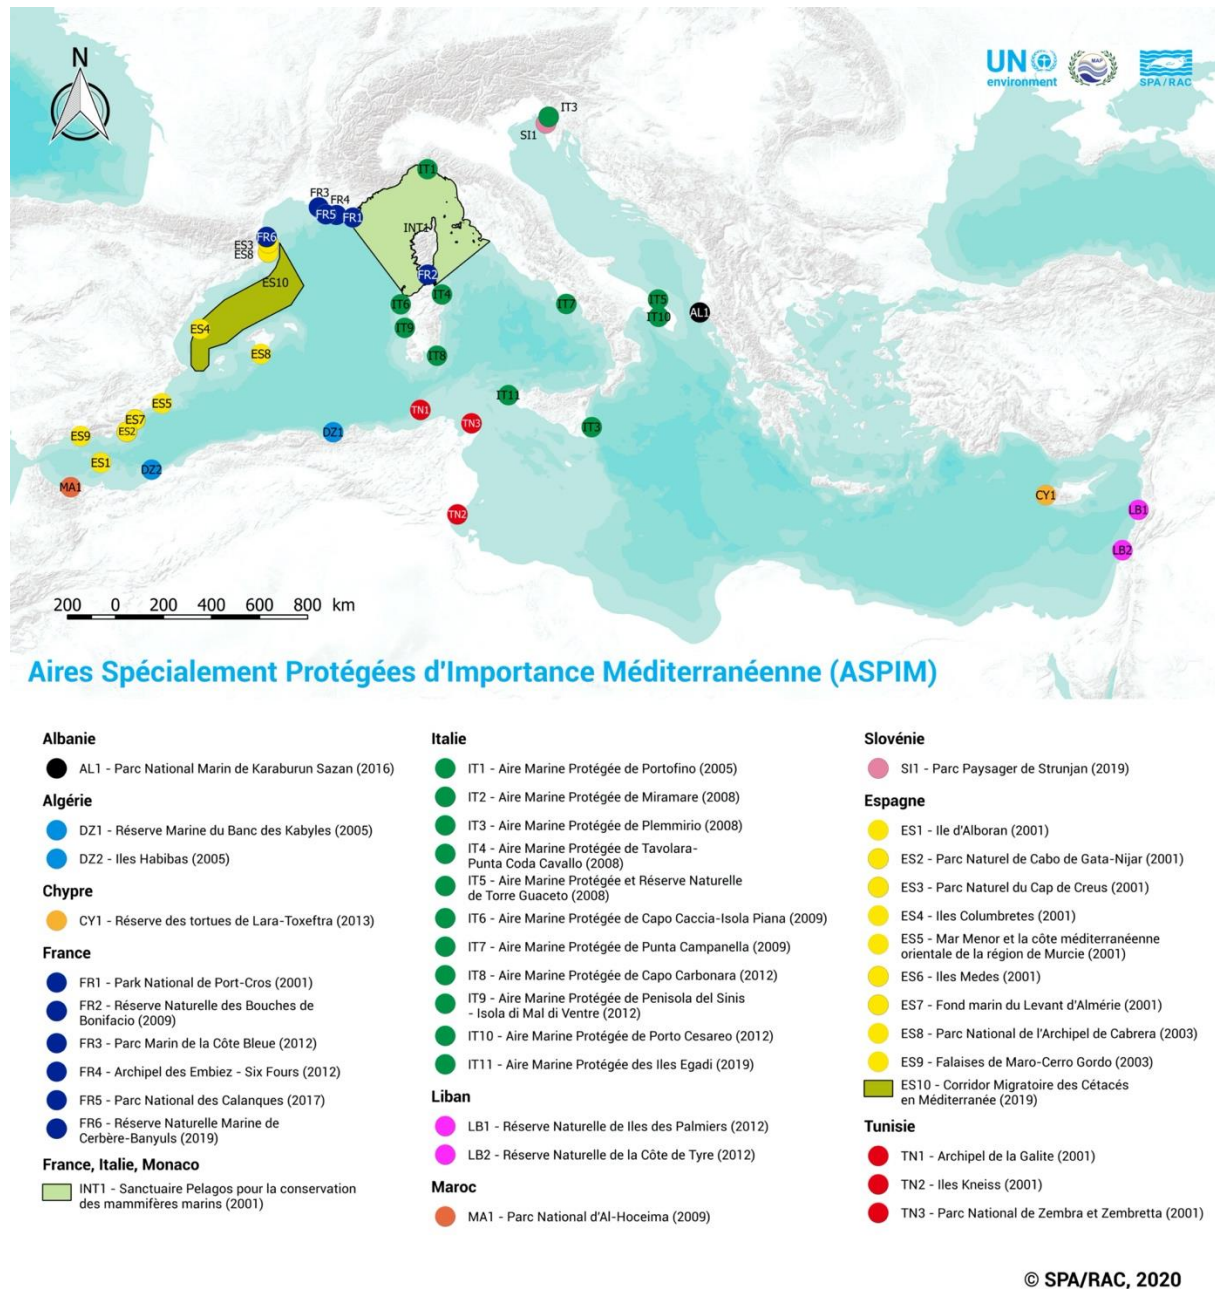 N
UN
environment
MAP
SPA/RAC
IT3
SI1
IT1
FR3
FR4
FR5
FR1
INT1
FR6
ES3
ES8
ES10
FR2
IT4
IT6
IT5
IT7
AL1
IT10
ES4
IT9
ES8
IT8
IT11
ES5
TN1
ES7
TN3
IT3
ES2
DZ1
ES9
ES1
DZ2
MA1
CY1
LB1
TN2
LB2
200 0 200 400 600 800 km
Aires Spécialement Protégées d'Importance Méditerranéenne (ASPIM)
Albanie
AL1 - Parc National Marin de Karaburun Sazan (2016)
Algérie
DZ1 - Réserve Marine du Banc des Kabyles (2005)
DZ2 - Iles Habibas (2005)
Chypre
CY1 - Réserve des tortues de Lara-Toxeftra (2013)
France
FR1 - Park National de Port-Cros (2001)
FR2 - Réserve Naturelle des Bouches de
Bonifacio (2009)
FR3 - Parc Marin de la Côte Bleue (2012)
FR4 - Archipel des Embiez - Six Fours (2012)
FR5 - Parc National des Calanques (2017)
FR6 - Réserve Naturelle Marine de
Cerbère-Banyuls (2019)
France, Italie, Monaco
INT1 - Sanctuaire Pelagos pour la conservation
des mammifères marins (2001)
Italie
IT1 - Aire Marine Protégée de Portofino (2005)
IT2 - Aire Marine Protégée de Miramare (2008)
IT3 - Aire Marine Protégée de Plemmirio (2008)
IT4 - Aire Marine Protégée de Tavolara-
Punta Coda Cavallo (2008)
IT5 - Aire Marine Protégée et Réserve Naturelle
de Torre Guaceto (2008)
IT6 - Aire Marine Protégée de Capo Caccia-Isola Piana (2009)
IT7 - Aire Marine Protégée de Punta Campanella (2009)
IT8 - Aire Marine Protégée de Capo Carbonara (2012)
IT9 - Aire Marine Protégée de Penisola del Sinis
- Isola di Mal di Ventre (2012)
IT10 - Aire Marine Protégée de Porto Cesareo (2012)
IT11 - Aire Marine Protégée des Iles Egadi (2019)
Liban
LB1 - Réserve Naturelle de Iles des Palmiers (2012)
LB2 - Réserve Naturelle de la Côte de Tyre (2012)
Maroc
MA1 - Parc National d'Al-Hoceima (2009)
Slovénie
SI1 - Parc Paysager de Strunjan (2019)
Espagne
ES1 - Ile d'Alboran (2001)
ES2 - Parc Naturel de Cabo de Gata-Nijar (2001)
ES3 - Parc Naturel du Cap de Creus (2001)
ES4 - Iles Columbretes (2001)
ES5 - Mar Menor et la côte méditerranéenne
orientale de la région de Murcie (2001)
ES6 - Iles Medes (2001)
ES7 - Fond marin du Levant d'Almérie (2001)
ES8 - Parc National de l'Archipel de Cabrera (2003)
ES9 - Falaises de Maro-Cerro Gordo (2003)
ES10 - Corridor Migratoire des Cétacés
en Méditerranée (2019)
Tunisie
TN1 - Archipel de la Galite (2001)
TN2 - Iles Kneiss (2001)
TN3 - Parc National de Zembra et Zembretta (2001)
© SPA/RAC, 2020